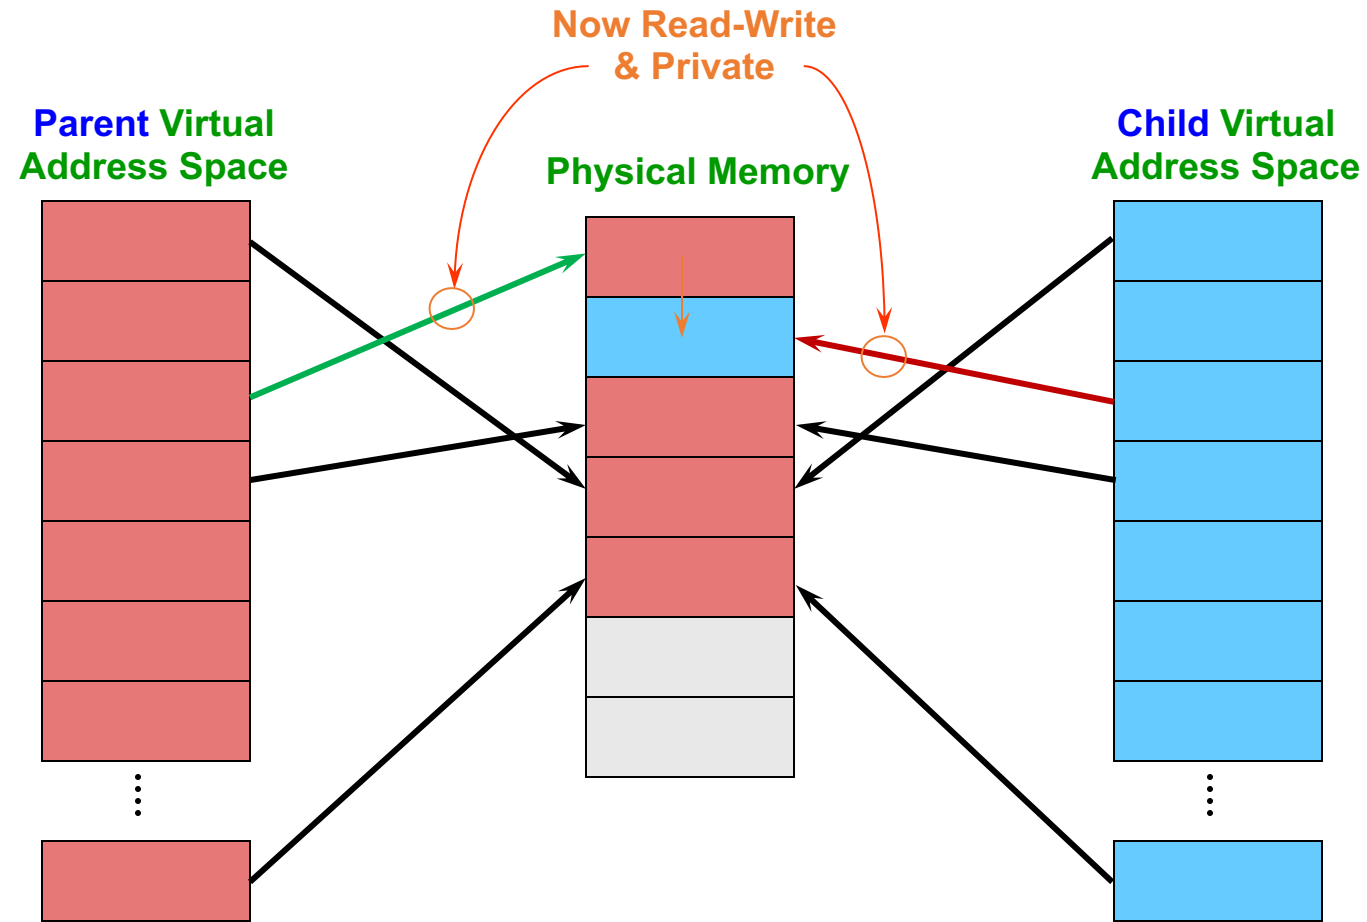 Now Read-Write
& Private
Parent Virtual
Address Space
Physical Memory
Child Virtual
Address Space